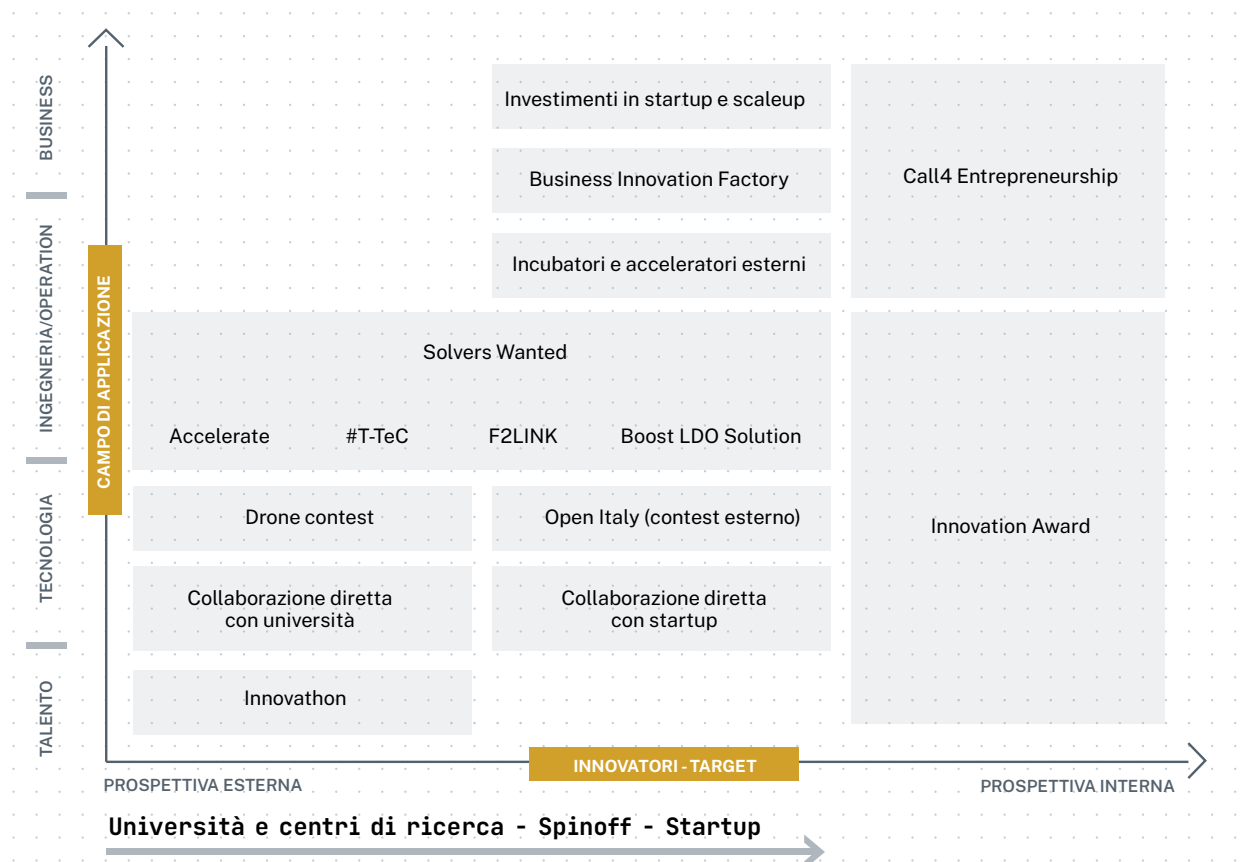 BUSINESS
INGEGNERIA/OPERATION
TECNOLOGIA
TALENTO
CAMPO DI APPLICAZIONE
Investimenti in startup e scaleup
Business Innovation Factory
Incubatori e acceleratori esterni
Call4 Entrepreneurship
Solvers Wanted
Accelerate #T-TeC F2LINK Boost LDO Solution
Drone contest
Open Italy (contest esterno)
Collaborazione diretta
con università
Collaborazione diretta
con startup
Innovathon
Innovation Award
INNOVATORI - TARGET
PROSPETTIVA ESTERNA
PROSPETTIVA INTERNA
Università e centri di ricerca - Spinoff - Startup